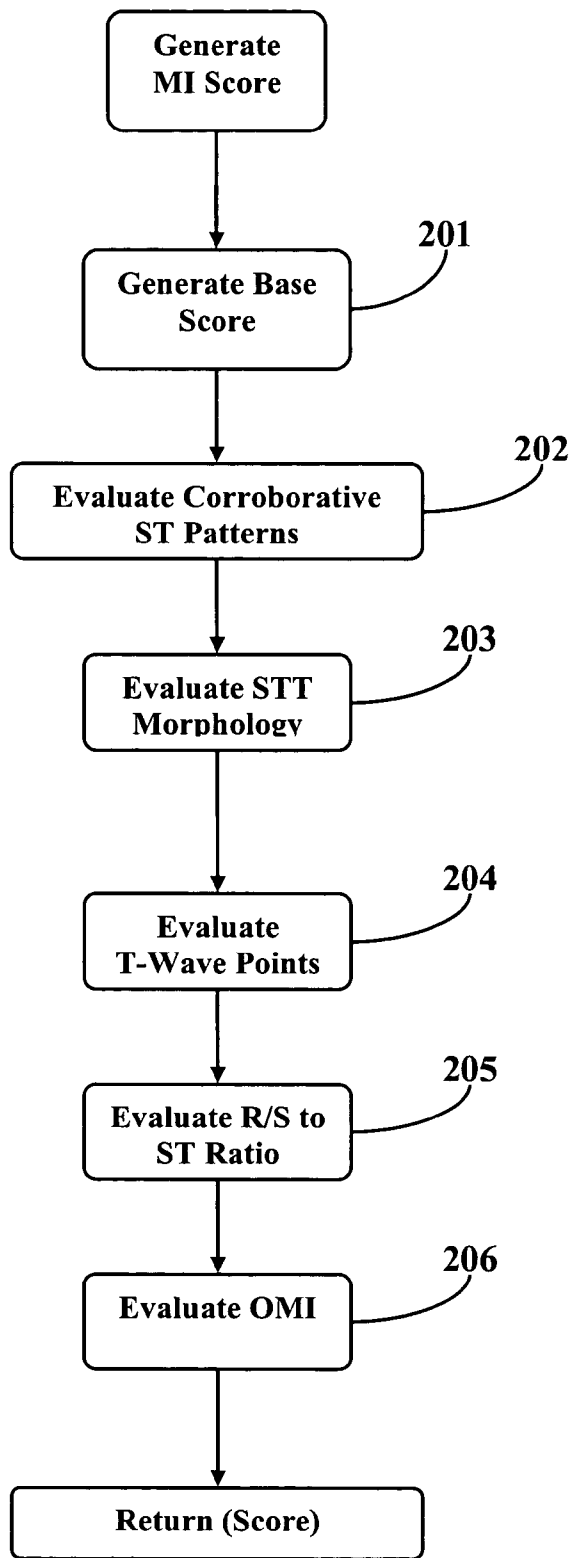 Generate
MI Score
201
Generate Base
Score
202
Evaluate Corroborative
ST Patterns
203
Evaluate STT
Morphology
204
Evaluate
T-Wave Points
205
Evaluate R/S to
ST Ratio
206
Evaluate OMI
Return (Score)